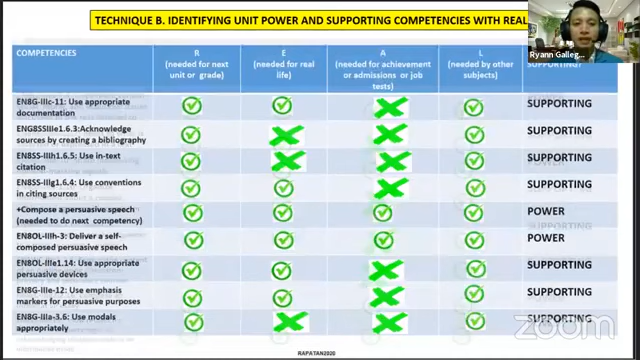 TECHNIQUE B. IDENTIFYING UNIT POWER AND SUPPORTING COMPETENCIES WITH REAL
Ryann Galleg...
COMPETENCIES
R
(needed for next
unit or grade)
E
(needed for real
life)
A
(needed for achievement
or admissions or job
tests)
L
(needed by other
subjects)
SUPPORTING?
EN8G-IIIc-11: Use appropriate
documentation
SUPPORTING
ENG8SSIIIe1.6.3:Acknowledge
sources by creating a bibliography
SUPPORTING
EN8SS-IIIh1.6.5: Use in-text
citation
SUPPORTING
EN8SS-IIIg1.6.4: Use conventions
in citing sources
SUPPORTING
+Compose a persuasive speech
(needed to do next competency)
POWER
EN8OL-IIIh-3: Deliver a self-
composed persuasive speech
POWER
EN8OL-IIIe1.14: Use appropriate
persuasive devices
SUPPORTING
EN8G-IIIe-12: Use emphasis
markers for persuasive purposes
SUPPORTING
EN8G-IIIa-3.6: Use modals
appropriately
SUPPORTING
RAPATAN2020
zoom